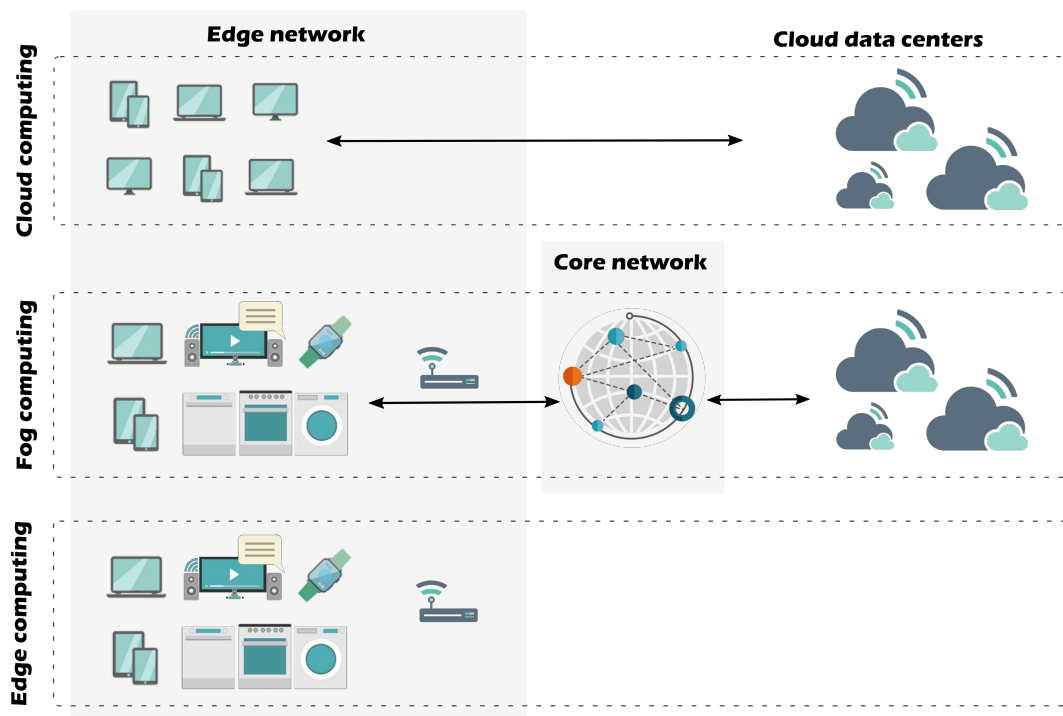 Edge network
Cloud data centers
Cloud computing
Core network
Fog computing
Edge computing